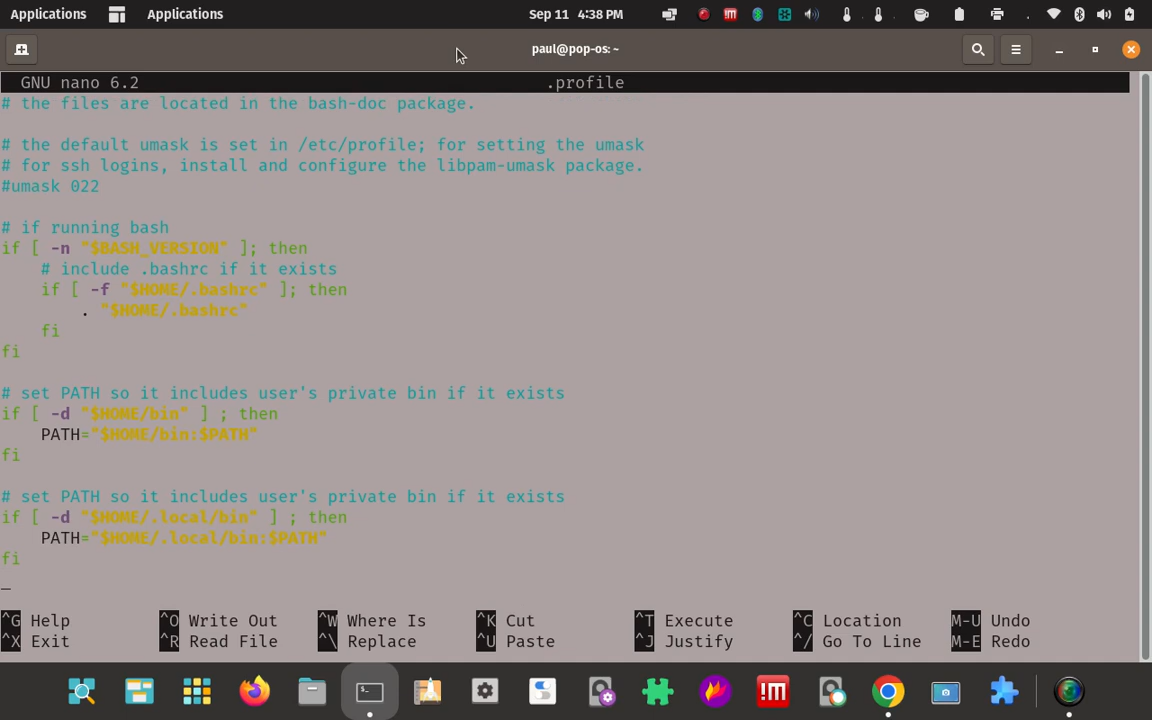 Applications Applications Sep 11 4:38 PM
paul@pop-os: ~
GNU nano 6.2 .profile
# the files are located in the bash-doc package.
# the default umask is set in /etc/profile; for setting the umask
# for ssh logins, install and configure the libpam-umask package.
#umask 022
# if running bash
if [ -n "$BASH_VERSION" ]; then
    # include .bashrc if it exists
    if [ -f "$HOME/.bashrc" ]; then
        . "$HOME/.bashrc"
    fi
fi
# set PATH so it includes user's private bin if it exists
if [ -d "$HOME/bin" ] ; then
    PATH="$HOME/bin:$PATH"
fi
# set PATH so it includes user's private bin if it exists
if [ -d "$HOME/.local/bin" ] ; then
    PATH="$HOME/.local/bin:$PATH"
fi
^G Help ^O Write Out ^W Where Is ^K Cut ^T Execute ^C Location M-U Undo
^X Exit ^R Read File ^\ Replace ^U Paste ^J Justify ^/ Go To Line M-E Redo